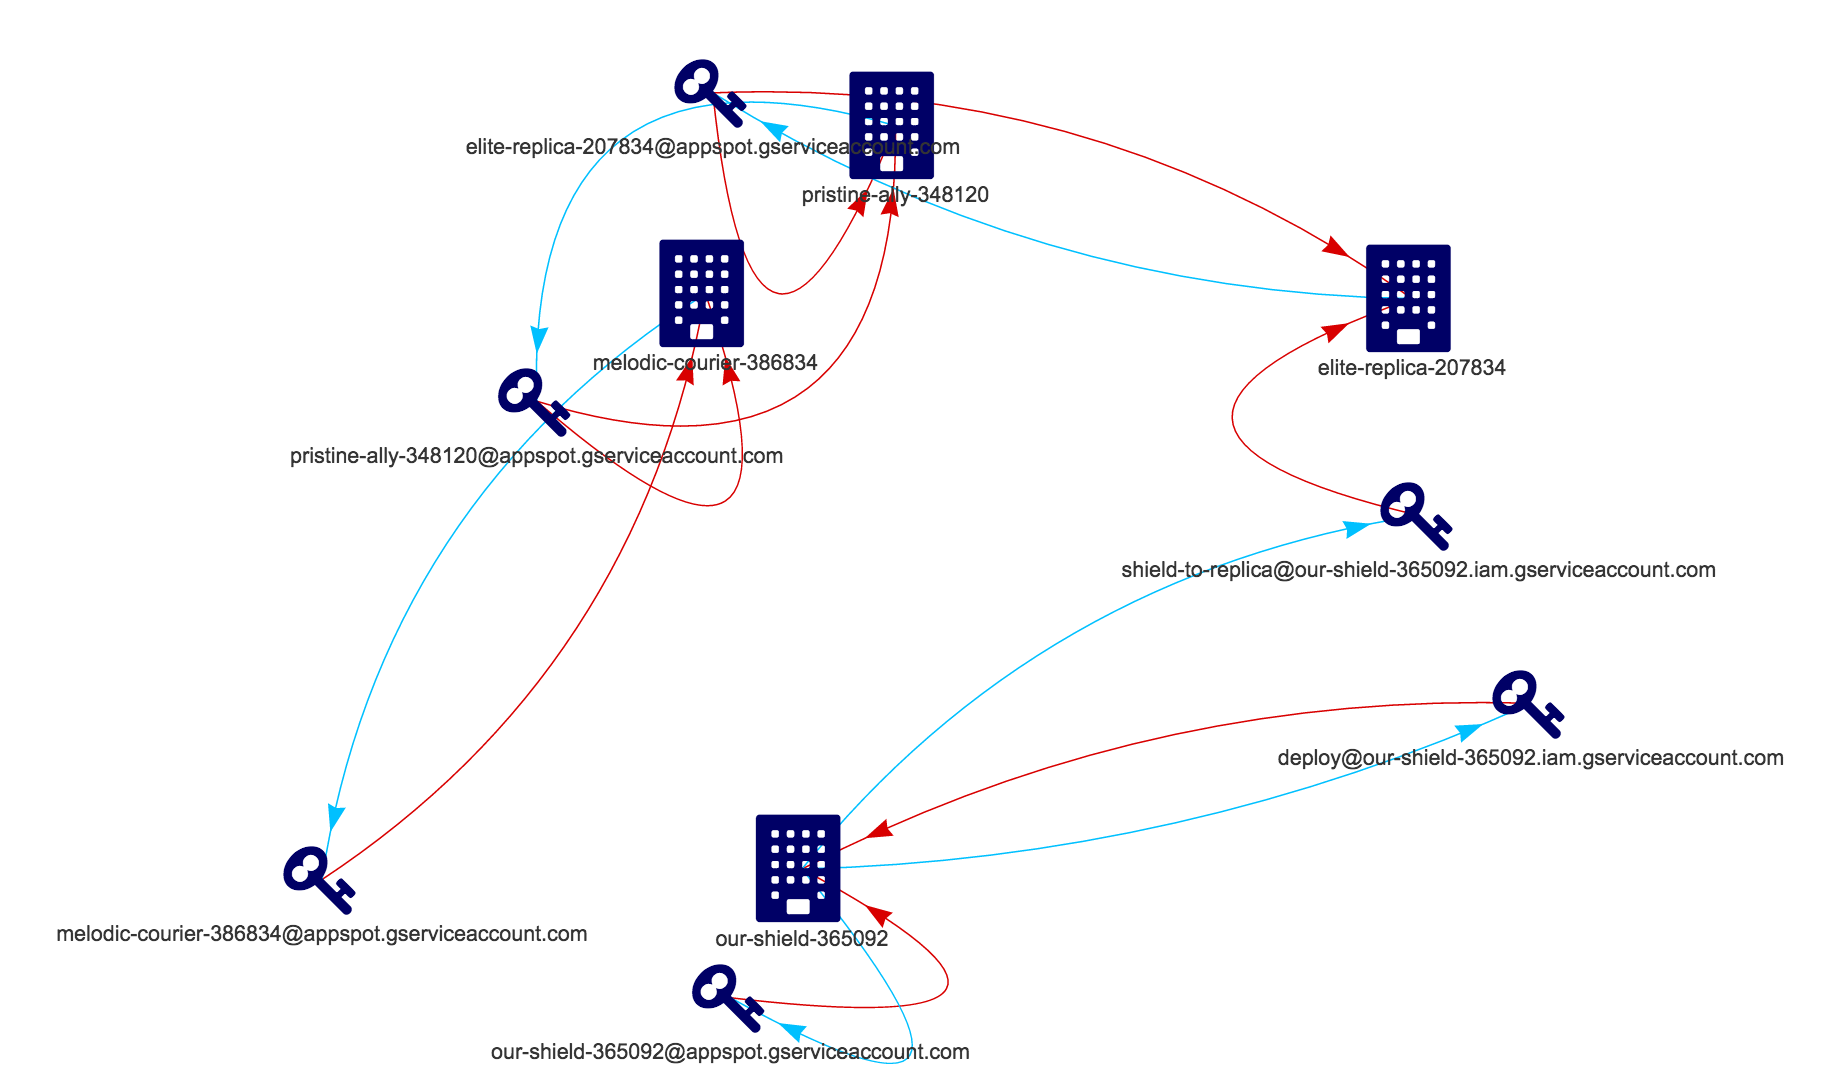 elite-replica-207834@appspot.gserviceaccount.com
pristine-ally-348120
melodic-courier-386834
elite-replica-207834
pristine-ally-348120@appspot.gserviceaccount.com
shield-to-replica@our-shield-365092.iam.gserviceaccount.com
deploy@our-shield-365092.iam.gserviceaccount.com
melodic-courier-386834@appspot.gserviceaccount.com
our-shield-365092
our-shield-365092@appspot.gserviceaccount.com